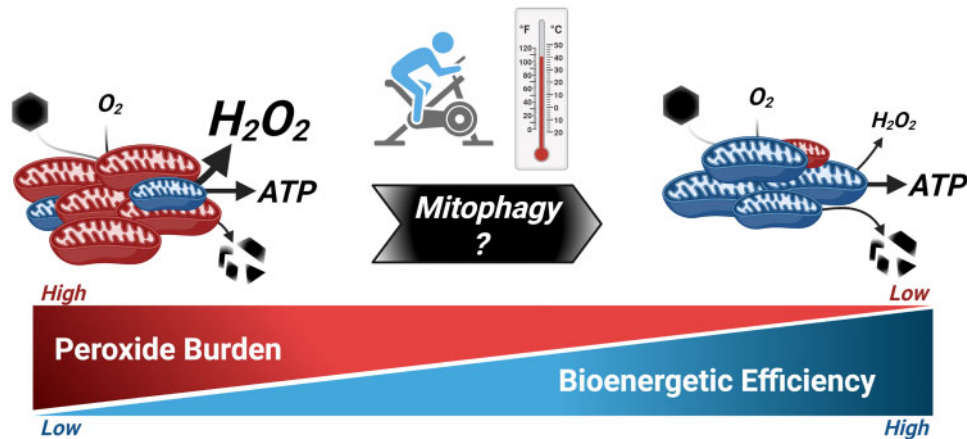 O₂
H₂O₂
ATP
°F °C
120
100
80
60
40
20
0
50
40
30
20
10
0
10
20
Mitophagy
?
O₂
H₂O₂
ATP
High
Low
Peroxide Burden
Bioenergetic Efficiency
Low
High